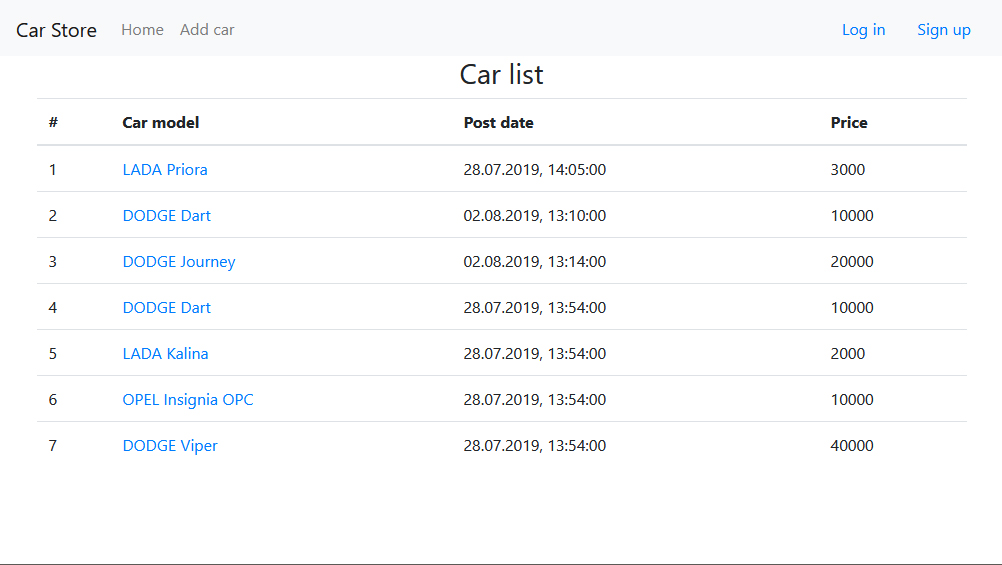 Car Store Home Add car Log in Sign up
Car list
# Car model Post date Price
1 LADA Priora 28.07.2019, 14:05:00 3000
2 DODGE Dart 02.08.2019, 13:10:00 10000
3 DODGE Journey 02.08.2019, 13:14:00 20000
4 DODGE Dart 28.07.2019, 13:54:00 10000
5 LADA Kalina 28.07.2019, 13:54:00 2000
6 OPEL Insignia OPC 28.07.2019, 13:54:00 10000
7 DODGE Viper 28.07.2019, 13:54:00 40000